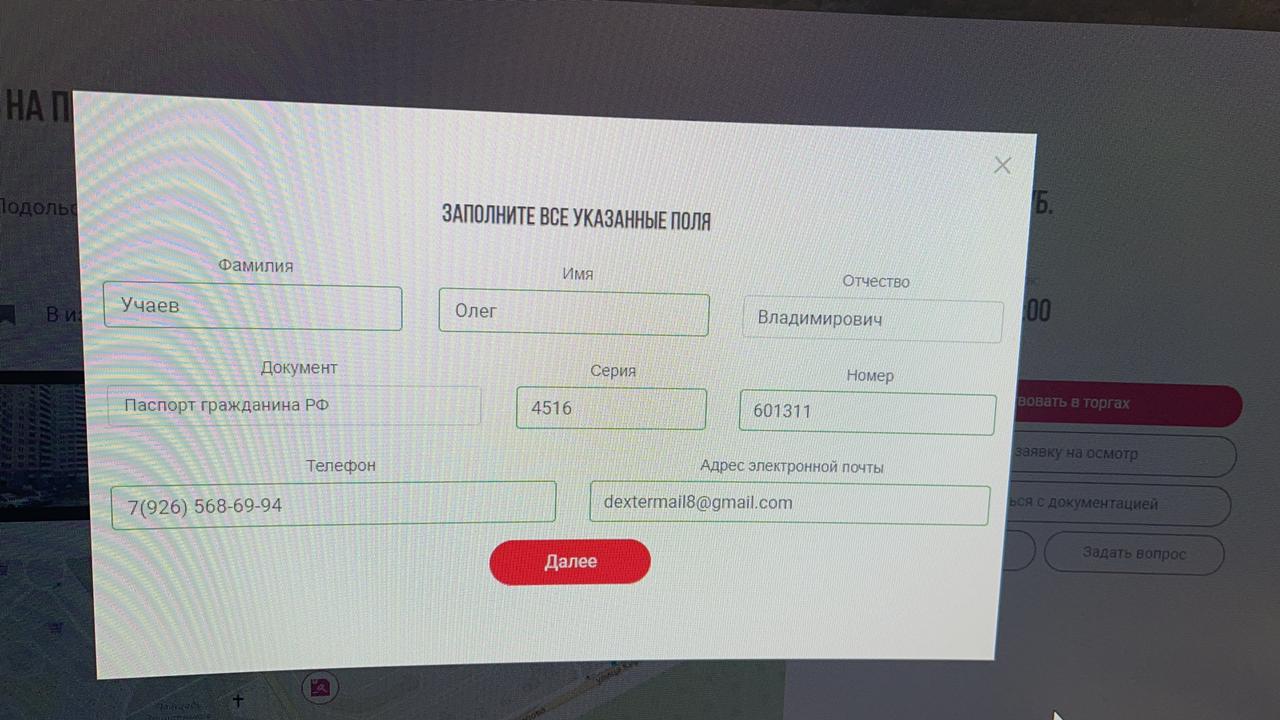 НА П
Подольс
УБ.
ЗАПОЛНИТЕ ВСЕ УКАЗАННЫЕ ПОЛЯ
Фамилия Имя Отчество
Учаев Олег Владимирович
В из :00
Документ Серия Номер
Паспорт гражданина РФ 4516 601311
вовать в торгах
заявку на осмотр
Телефон Адрес электронной почты
7(926) 568-69-94 dextermail8@gmail.com
ься с документацией
Далее
Задать вопрос